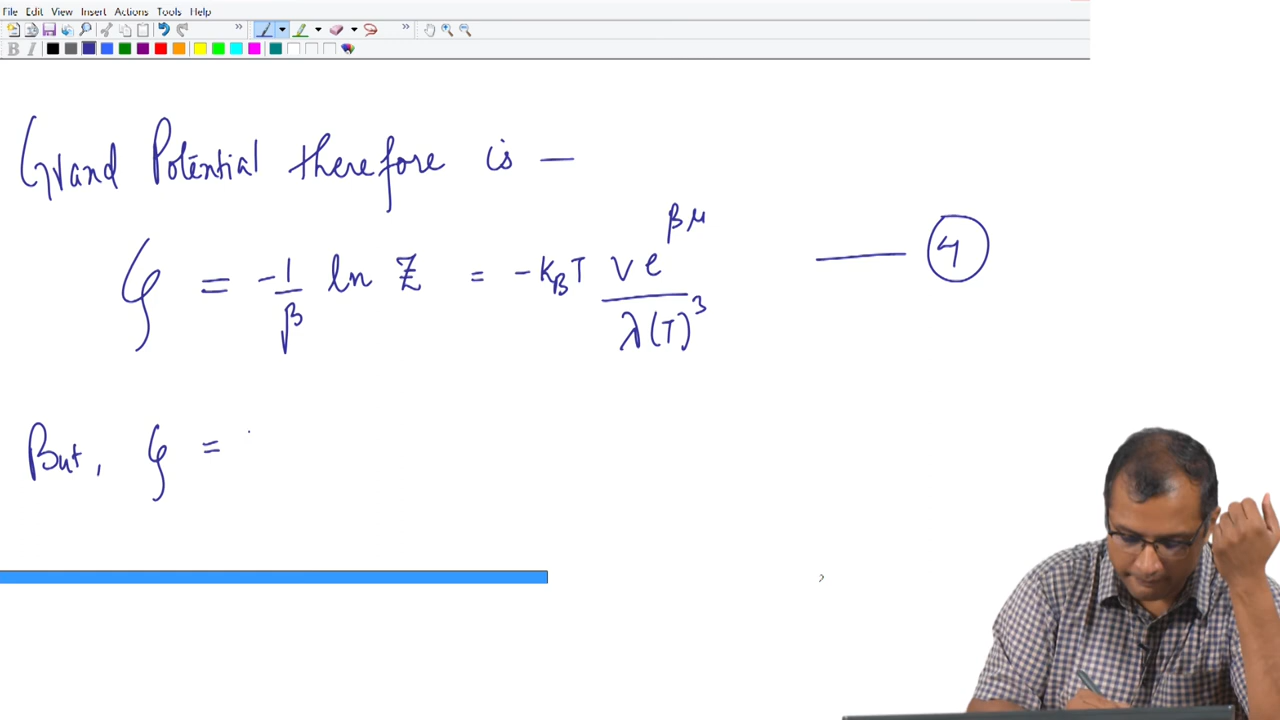 File Edit View Insert Actions Tools Help
» »
B I
Grand Potential therefore is —
𝒢 = -1/β ln Z = -K_B T V e^{βμ} / λ(T)^3 —— ④
But, 𝒢 =